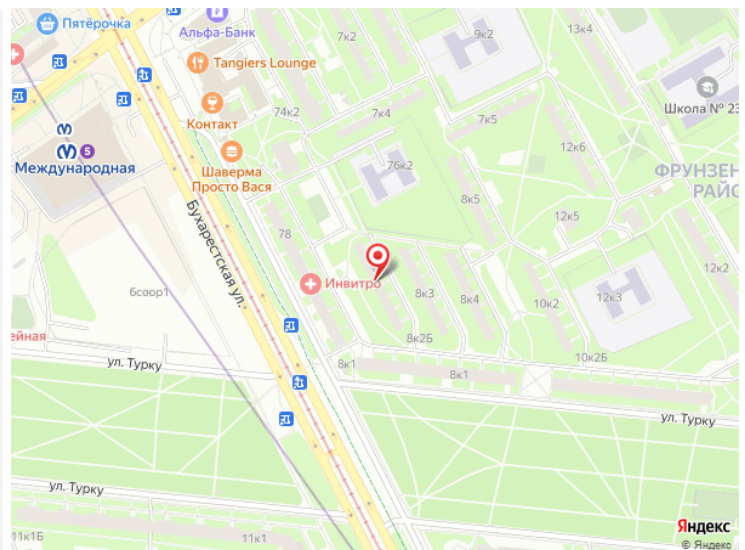 Пятёрочка
Альфа-Банк
7к2
9к2
13к4
Tangiers Lounge
Школа № 23
74к2
7к4
7к5
Контакт
12к6
5
Международная
Шаверма
Просто Вася
76к2
ФРУНЗЕН
РАЙО
8к5
12к5
Бухарестская ул.
78
12к2
6соор1
Инвитро
8к3
8к4
10к2
12к3
ейная
8к2Б
ул. Турку
8к1
8к1
10к2Б
ул. Турку
ул. Турку
11к1Б
11к1
Яндекс
© Яндекс